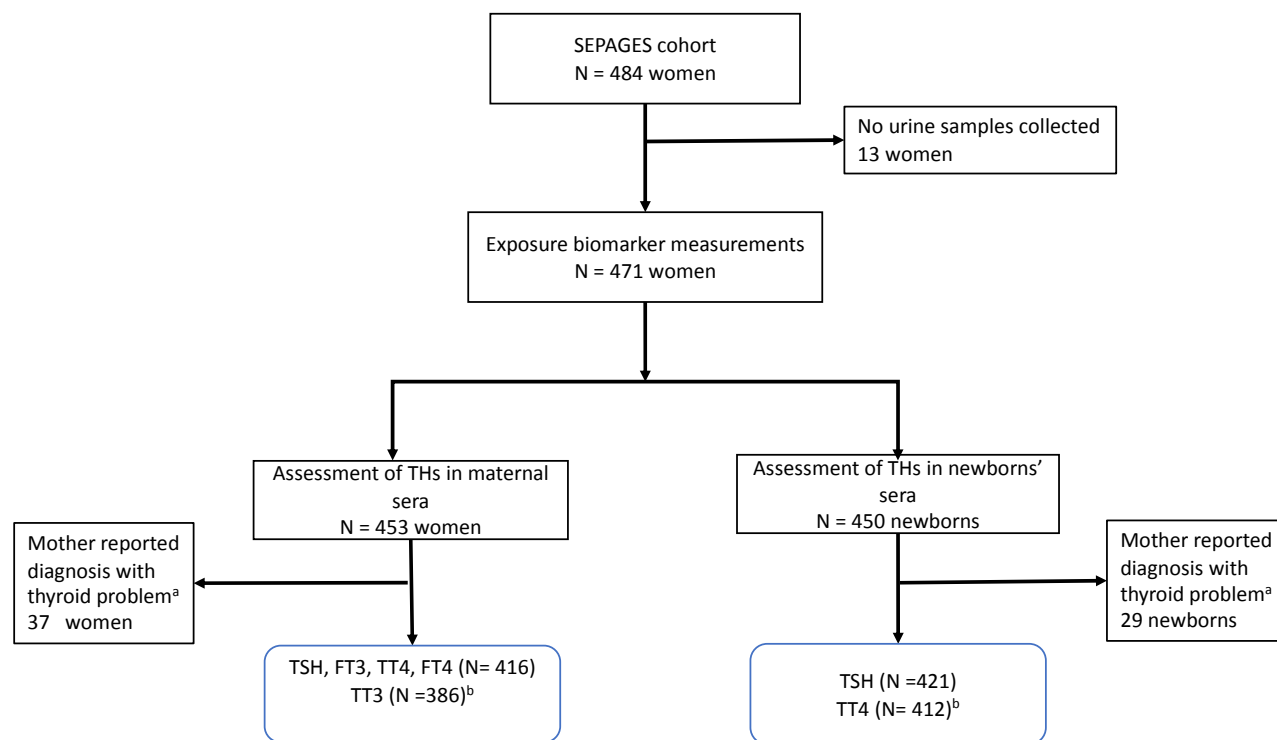 SEPAGES cohort
N = 484 women
No urine samples collected
13 women
Exposure biomarker measurements
N = 471 women
Assessment of THs in maternal
sera
N = 453 women
Assessment of THs in newborns’
sera
N = 450 newborns
Mother reported
diagnosis with
thyroid problemᵃ
37 women
Mother reported
diagnosis with
thyroid problemᵃ
29 newborns
TSH, FT3, TT4, FT4 (N= 416)
TT3 (N =386)ᵇ
TSH (N =421)
TT4 (N= 412)ᵇ